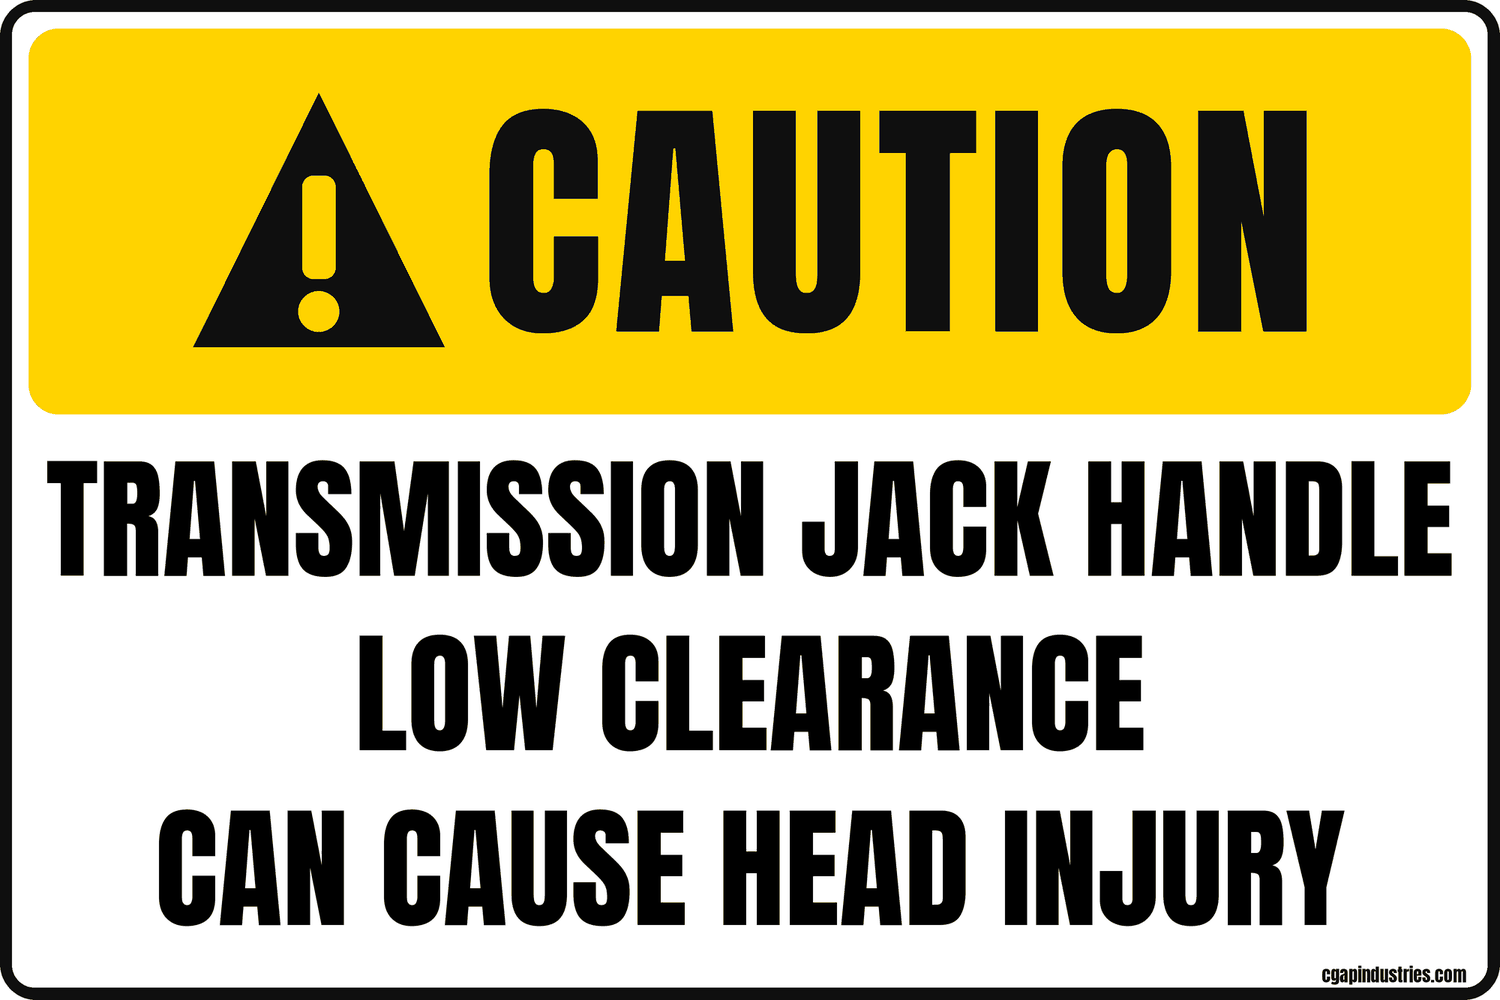 CAUTION
TRANSMISSION JACK HANDLE
LOW CLEARANCE
CAN CAUSE HEAD INJURY
cgapindustries.com